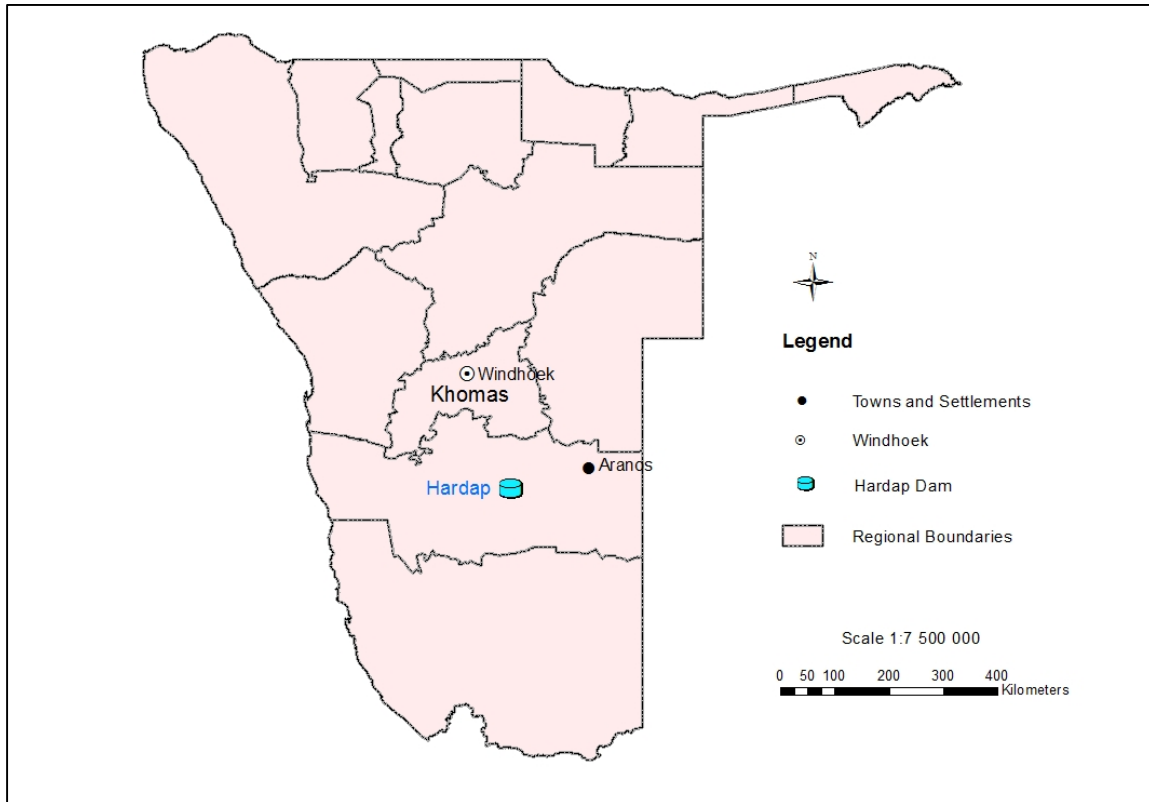 N
Legend
Windhoek
Khomas
Towns and Settlements
Windhoek
Aranos
Hardap
Hardap Dam
Regional Boundaries
Scale 1:7 500 000
0 50 100 200 300 400
Kilometers